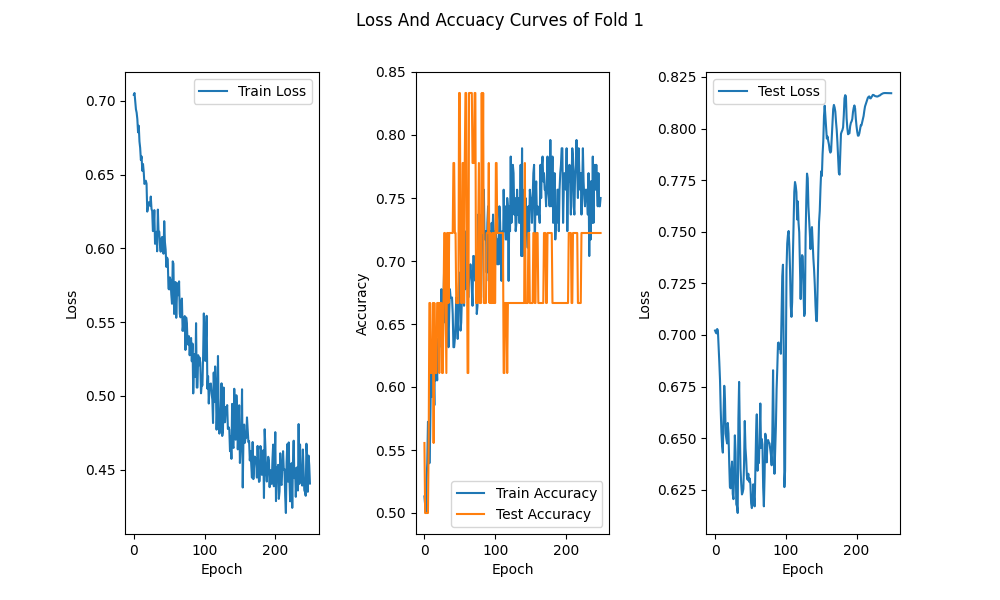 Loss And Accuacy Curves of Fold 1
Train Loss
0.70
0.65
0.60
0.55
0.50
0.45
Loss
0
100
200
Epoch
0.85
0.80
0.75
0.70
0.65
0.60
0.55
0.50
Accuracy
Train Accuracy
Test Accuracy
0
100
200
Epoch
Test Loss
0.825
0.800
0.775
0.750
0.725
0.700
0.675
0.650
0.625
Loss
0
100
200
Epoch